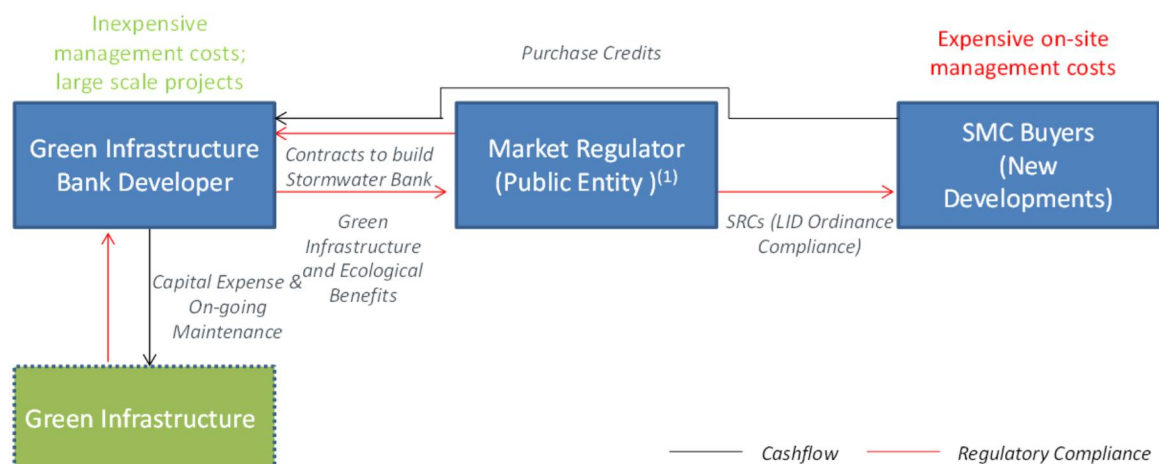 Inexpensive
management costs;
large scale projects
Purchase Credits
Expensive on-site
management costs
Green Infrastructure
Bank Developer
Contracts to build
Stormwater Bank
Market Regulator
(Public Entity )(1)
SMC Buyers
(New
Developments)
Green
Infrastructure
and Ecological
Benefits
SRCs (LID Ordinance
Compliance)
Capital Expense &
On-going
Maintenance
Green Infrastructure
Cashflow
Regulatory Compliance